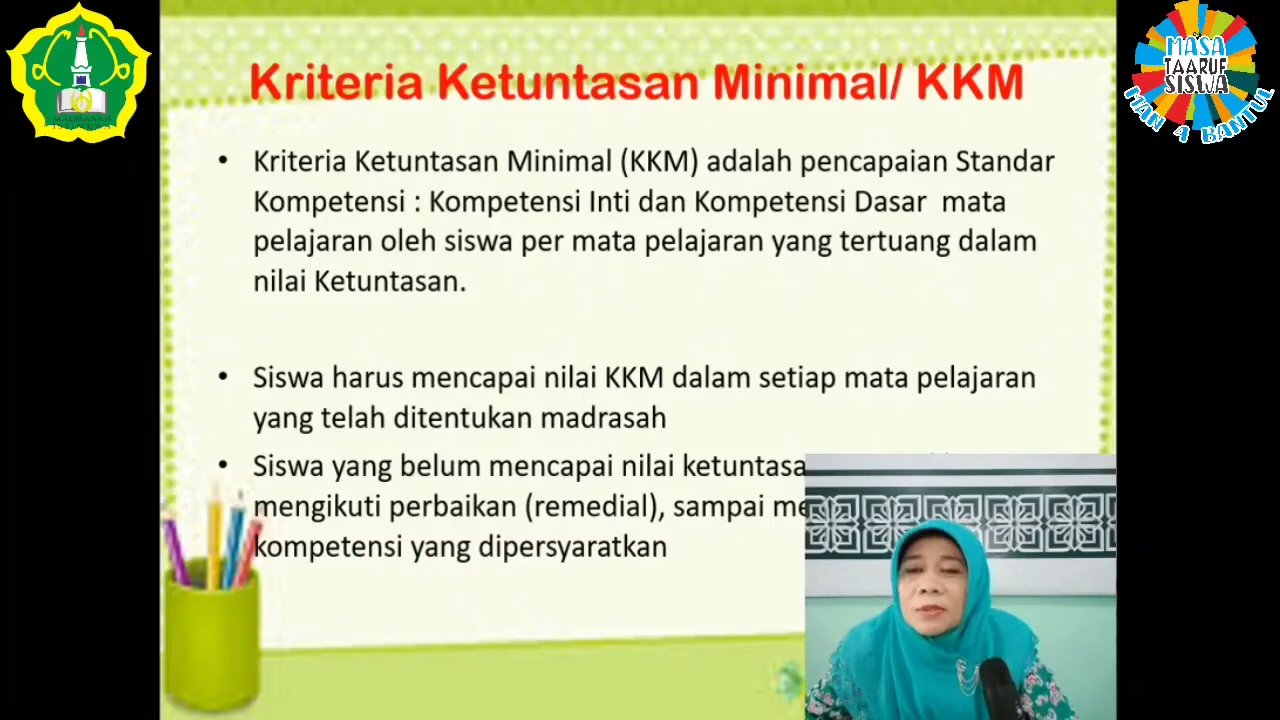 Kriteria Ketuntasan Minimal/ KKM
• Kriteria Ketuntasan Minimal (KKM) adalah pencapaian Standar
Kompetensi : Kompetensi Inti dan Kompetensi Dasar mata
pelajaran oleh siswa per mata pelajaran yang tertuang dalam
nilai Ketuntasan.
• Siswa harus mencapai nilai KKM dalam setiap mata pelajaran
yang telah ditentukan madrasah
• Siswa yang belum mencapai nilai
mengikuti perbaikan (remedial), sampai
kompetensi yang dipersyaratkan
MADRASAH
MASA
TAARUF
SISWA
MAN 4 BANTUL